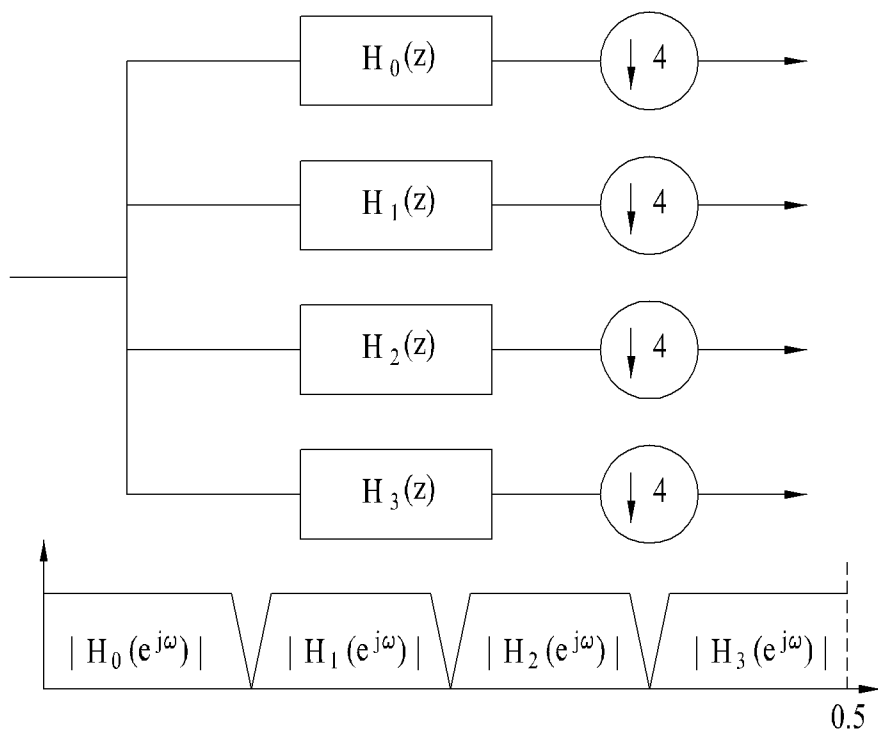 H₀(z) ↓ 4
H₁(z) ↓ 4
H₂(z) ↓ 4
H₃(z) ↓ 4
| H₀(e^jω) | | H₁(e^jω) | | H₂(e^jω) | | H₃(e^jω) |
0.5